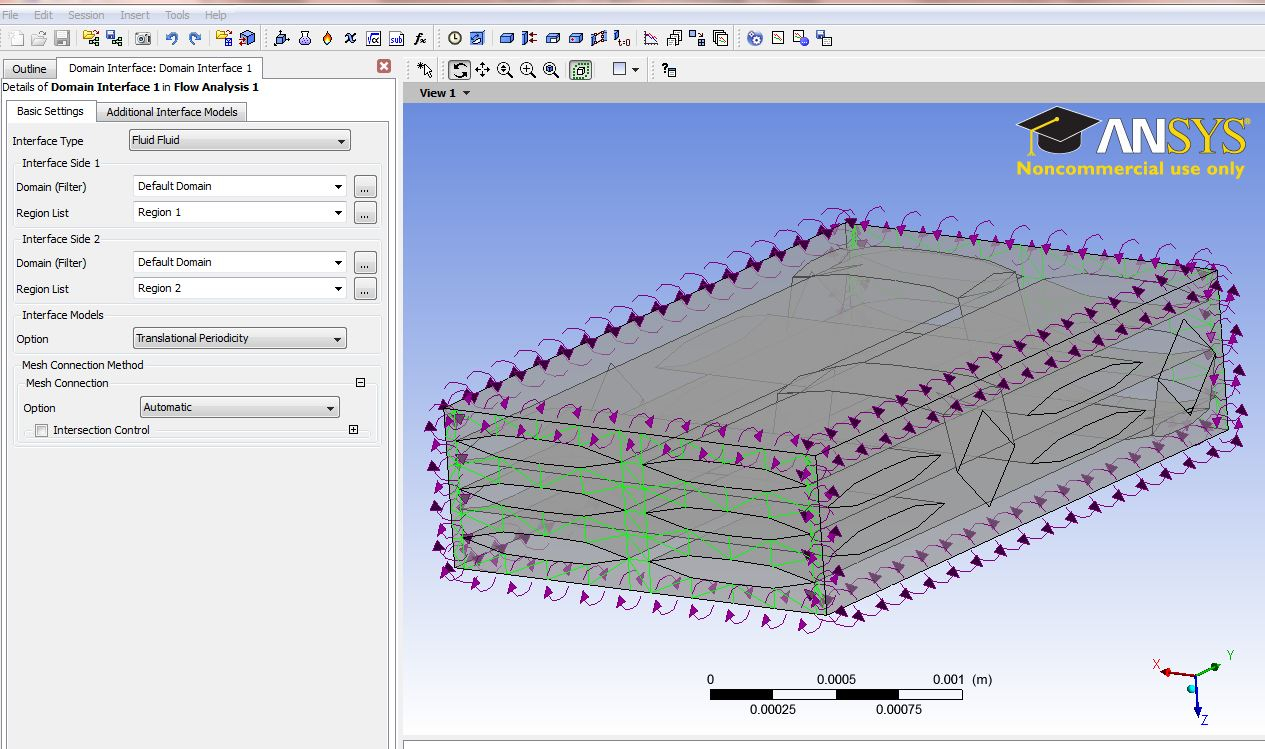 File Edit Session Insert Tools Help
Outline
Domain Interface: Domain Interface 1
Details of Domain Interface 1 in Flow Analysis 1
Basic Settings
Additional Interface Models
Interface Type
Fluid Fluid
Interface Side 1
Domain (Filter)
Default Domain
...
Region List
Region 1
...
Interface Side 2
Domain (Filter)
Default Domain
...
Region List
Region 2
...
Interface Models
Option
Translational Periodicity
Mesh Connection Method
Mesh Connection
Option
Automatic
Intersection Control
View 1
ANSYS®
Noncommercial use only
0 0.0005 0.001 (m)
0.00025 0.00075
X
Y
Z